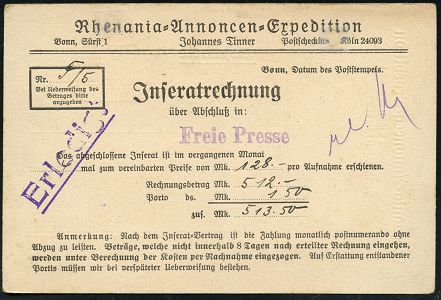 Rhenania-Annoncen-Expedition
Bonn, Sürst 1 Johannes Tinner Postscheckkto Köln 24093
Nr. F/5
Bei Ueberweisung des
Betrages bitte
anzugeben
Bonn, Datum des Poststempels.
Inseratrechnung
über Abschluß in:
Freie Presse
Erledigt
Das abgeschlossene Inserat ist im vergangenen Monat
mal zum vereinbarten Preise von Mk. 128.- pro Aufnahme erschienen.
Rechnungsbetrag Mk. 512.-
Porto bs. Mk. 1 50
zus. Mk. 513.50
Anmerkung: Nach dem Inserat-Vertrag ist die Zahlung monatlich postnumerando ohne
Abzug zu leisten. Beträge, welche nicht innerhalb 8 Tagen nach erteilter Rechnung eingehen,
werden unter Berechnung der Kosten per Nachnahme eingezogen. Auf Erstattung entstandener
Portis müssen wir bei verspäteter Ueberweisung bestehen.